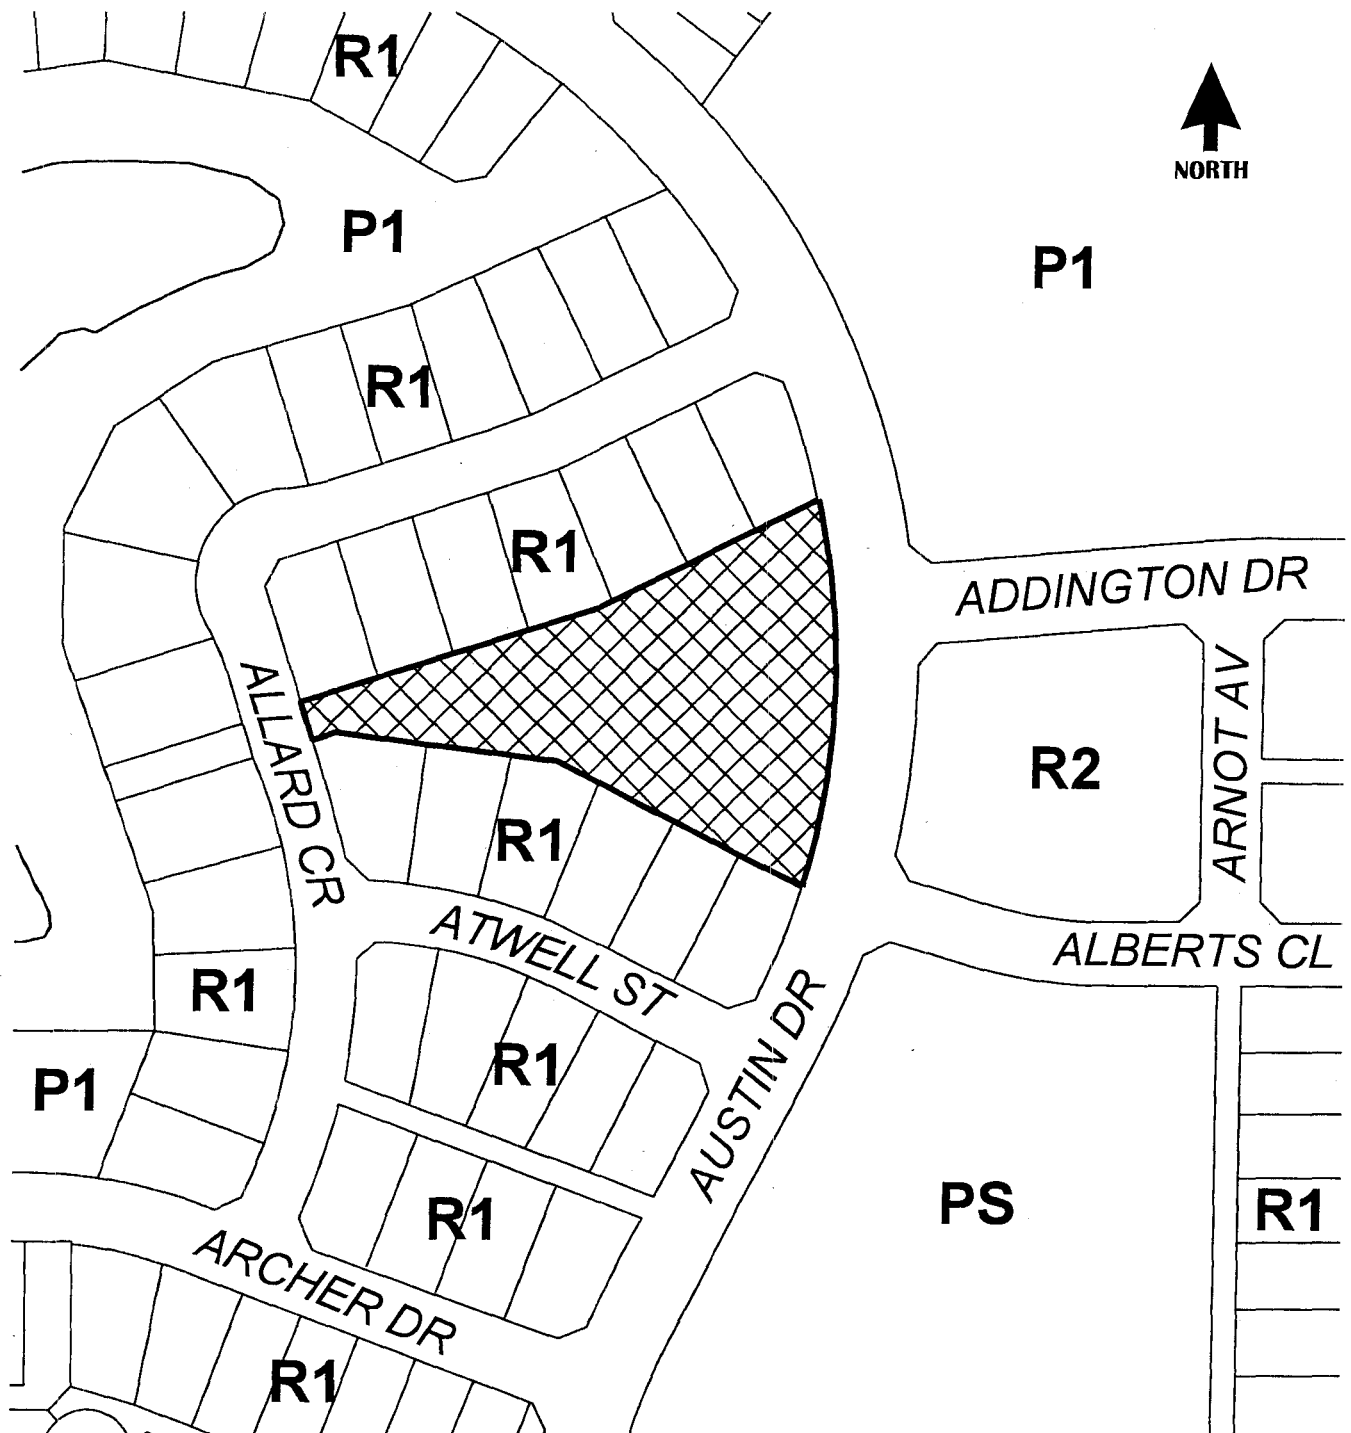 R1
NORTH
P1
P1
R1
R1
ADDINGTON DR
ALLARD CR
ARNOT AV
R2
R1
ATWELL ST
ALBERTS CL
R1
AUSTIN DR
R1
P1
PS
R1
R1
ARCHER DR
R1